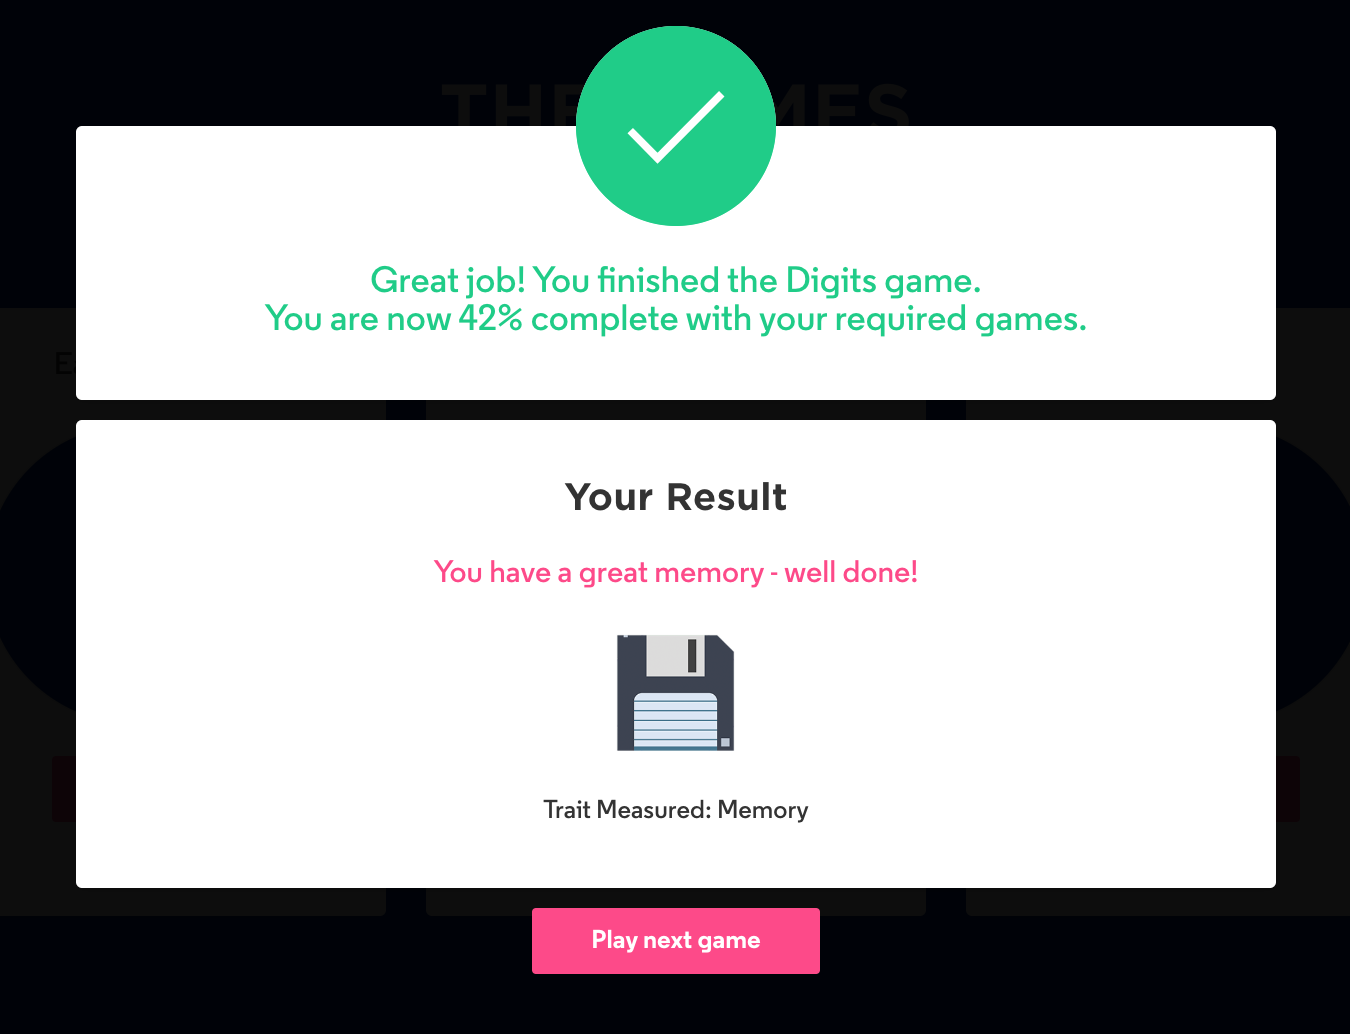 Great job! You finished the Digits game.
You are now 42% complete with your required games.
Your Result
You have a great memory - well done!
Trait Measured: Memory
Play next game